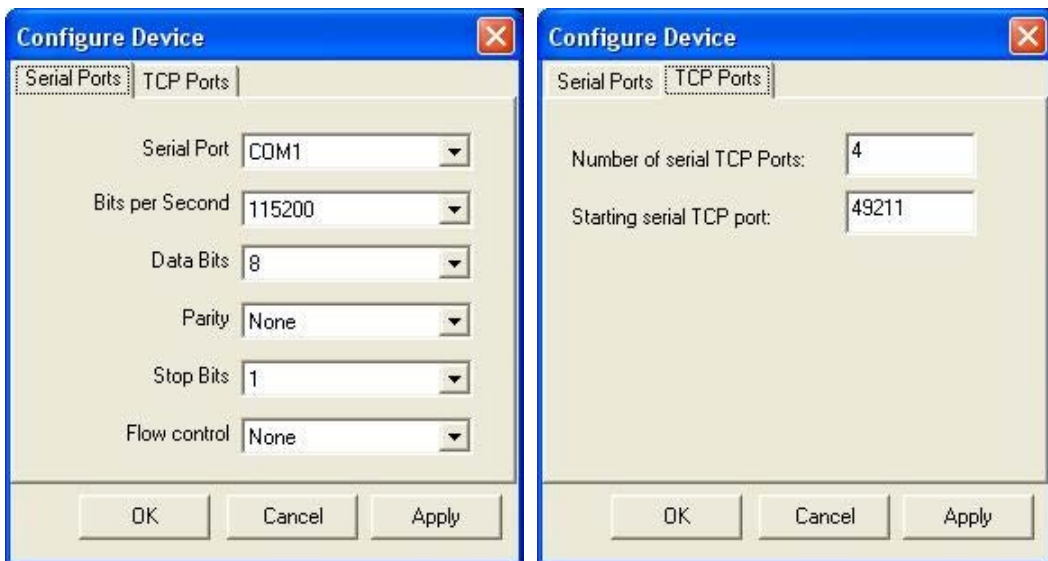 Configure Device
Serial Ports TCP Ports
Serial Port COM1
Bits per Second 115200
Data Bits 8
Parity None
Stop Bits 1
Flow control None
OK Cancel Apply
Configure Device
Serial Ports TCP Ports
Number of serial TCP Ports: 4
Starting serial TCP port: 49211
OK Cancel Apply